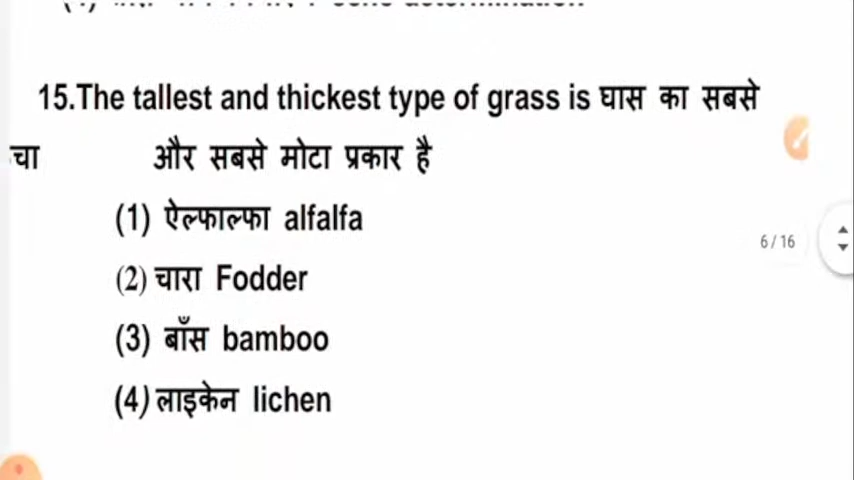 15.The tallest and thickest type of grass is घास का सबसे
चा और सबसे मोटा प्रकार है
(1) ऐल्फाल्फा alfalfa
(2) चारा Fodder
(3) बाँस bamboo
(4) लाइकेन lichen
6 / 16